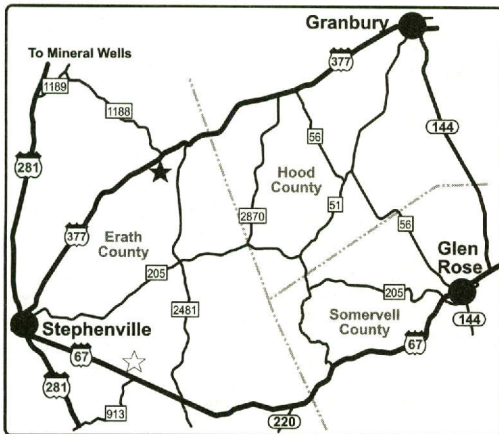 Granbury
To Mineral Wells
377
1189
1188
144
56
281
Hood
County
51
Erath
County
2870
56
377
Glen
Rose
205
205
2481
Somervell
County
144
Stephenville
67
67
281
913
220